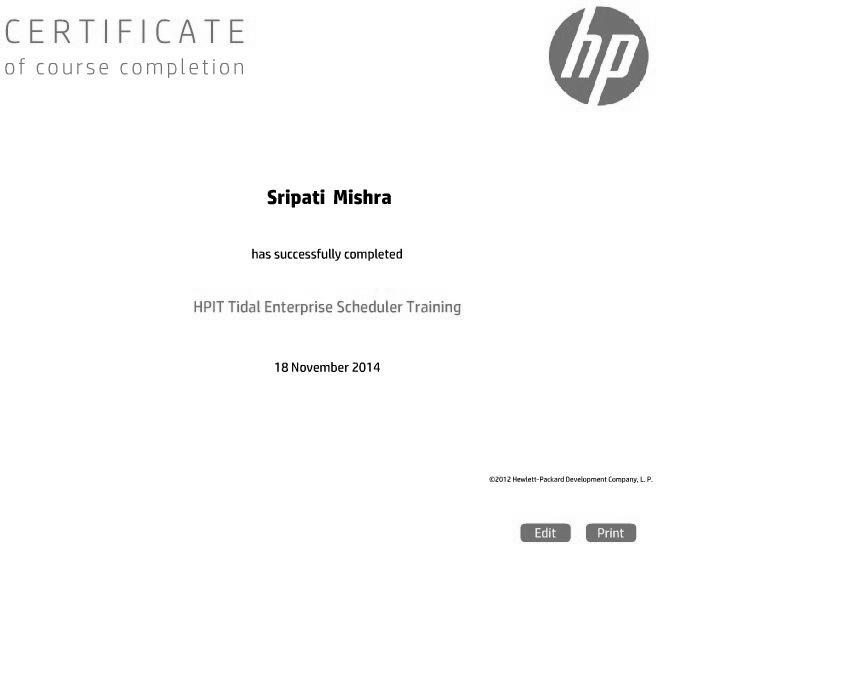 CERTIFICATE
of course completion
hp
Sripati Mishra
has successfully completed
HPIT Tidal Enterprise Scheduler Training
18 November 2014
©2012 Hewlett-Packard Development Company, L. P.
Edit
Print